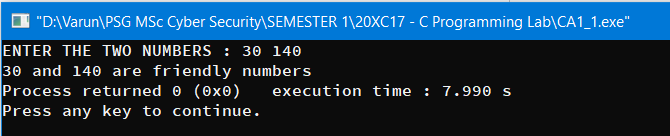 "D:\Varun\PSG MSc Cyber Security\SEMESTER 1\20XC17 - C Programming Lab\CA1_1.exe"
ENTER THE TWO NUMBERS : 30 140
30 and 140 are friendly numbers
Process returned 0 (0x0)   execution time : 7.990 s
Press any key to continue.